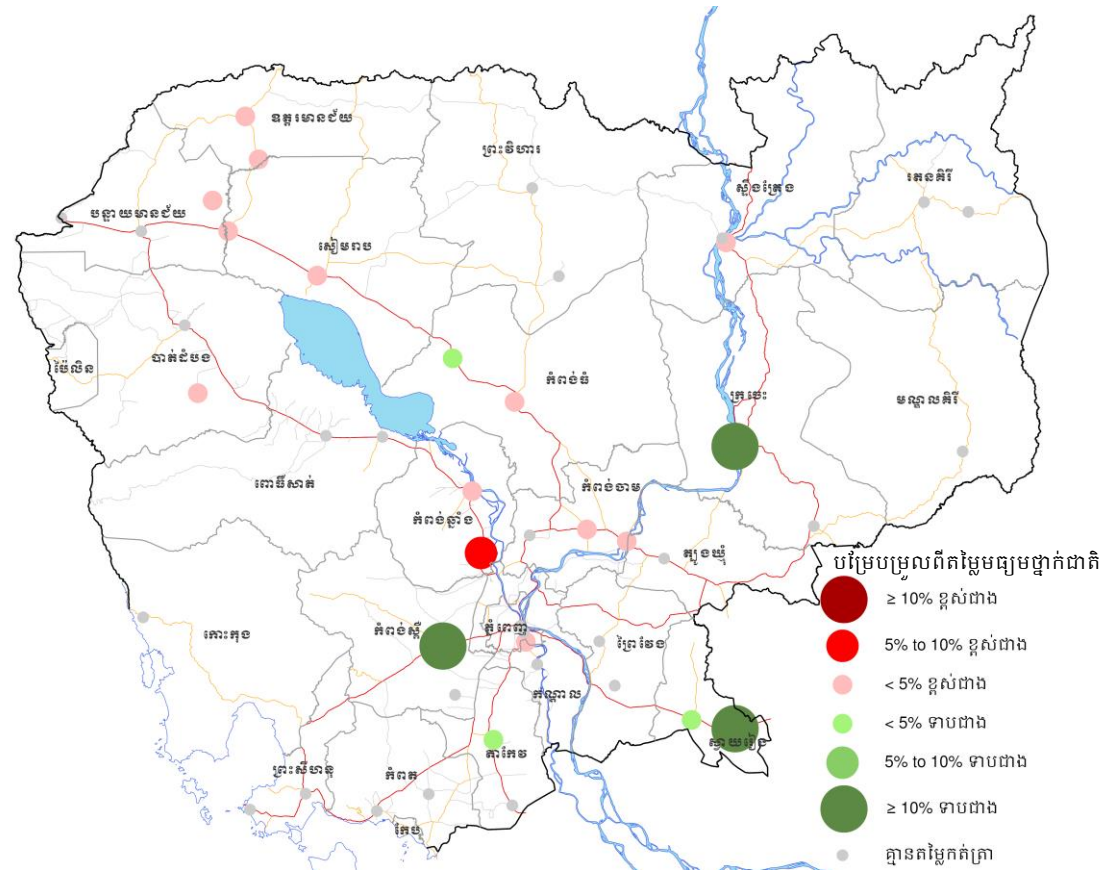 ឧត្តរមានជ័យ
ព្រះវិហារ
ស្ទឹងត្រែង
រតនគិរី
បន្ទាយមានជ័យ
សៀមរាប
បាត់ដំបង
ប៉ៃលិន
កំពង់ធំ
ក្រចេះ
មណ្ឌលគិរី
ពោធិ៍សាត់
កំពង់ចាម
កំពង់ឆ្នាំង
ត្បូងឃ្មុំ
កោះកុង
កំពង់ស្ពឺ
ភ្នំពេញ
ព្រៃវែង
កណ្ដាល
ស្វាយរៀង
តាកែវ
ព្រះសីហនុ
កំពត
កែប
បម្រែបម្រួលពីតម្លៃមធ្យមថ្នាក់ជាតិ
≥ 10% ខ្ពស់ជាង
5% to 10% ខ្ពស់ជាង
< 5% ខ្ពស់ជាង
< 5% ទាបជាង
5% to 10% ទាបជាង
≥ 10% ទាបជាង
គ្មានតម្លៃកត់ត្រា